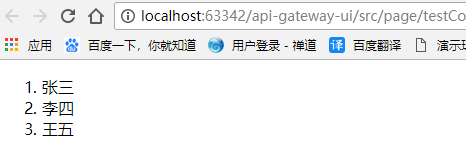 localhost:63342/api-gateway-ui/src/page/testCo
应用 百度一下，你就知道 用户登录 - 禅道 译 百度翻译 演示环
1. 张三
2. 李四
3. 王五